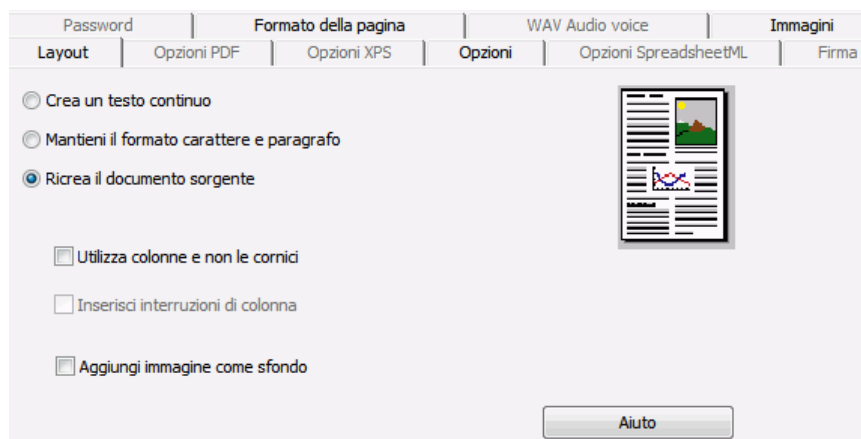 Password Formato della pagina WAV Audio voice Immagini
Layout Opzioni PDF Opzioni XPS Opzioni Opzioni SpreadsheetML Firma
Crea un testo continuo
Mantieni il formato carattere e paragrafo
Ricrea il documento sorgente
Utilizza colonne e non le cornici
Inserisci interruzioni di colonna
Aggiungi immagine come sfondo
Aiuto